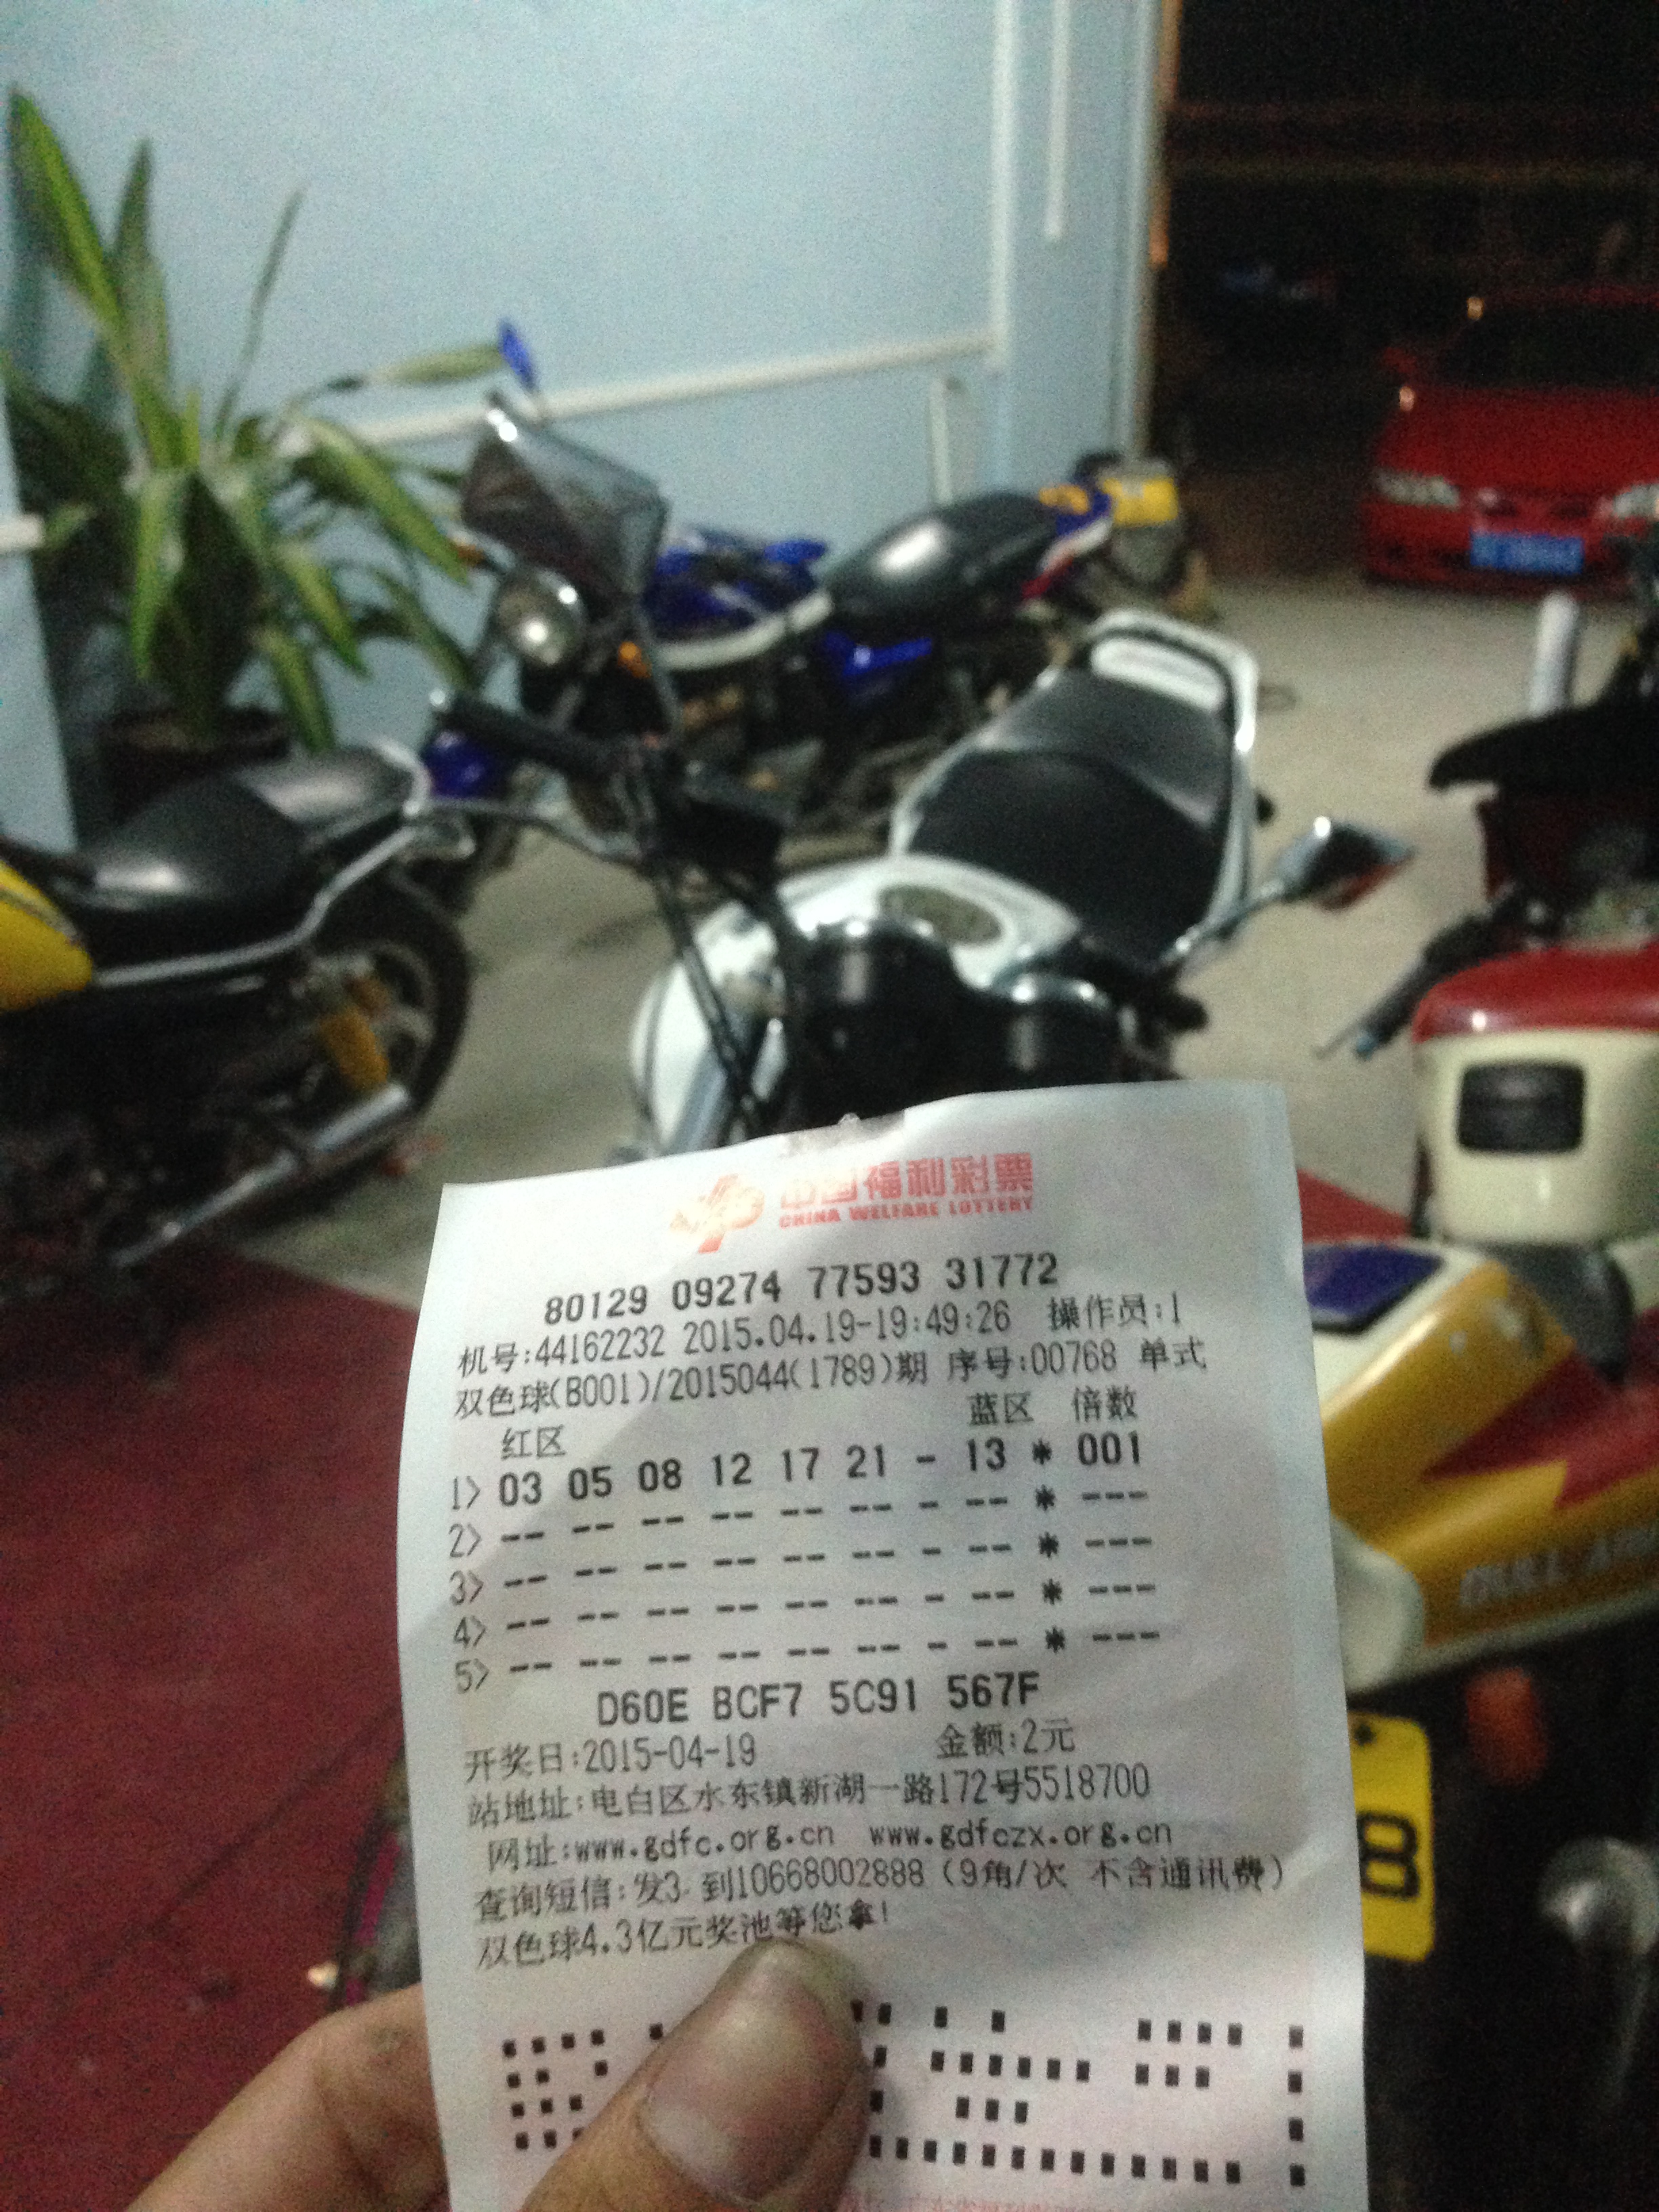 中国福利彩票
CHINA WELFARE LOTTERY
80129 09274 77593 31772
机号:44162232 2015.04.19-19:49:26 操作员:1
双色球(B001)/2015044(1789)期 序号:00768 单式
红区 蓝区 倍数
1> 03 05 08 12 17 21 - 13 * 001
2> -- -- -- -- -- -- - -- * ---
3> -- -- -- -- -- -- - -- * ---
4> -- -- -- -- -- -- - -- * ---
5> -- -- -- -- -- -- - -- * ---
D60E BCF7 5C91 567F
开奖日:2015-04-19 金额:2元
站地址:电白区水东镇新湖一路172号5518700
网址:www.gdfc.org.cn www.gdfczx.org.cn
查询短信:发3 到10668002888 (9角/次 不含通讯费)
双色球4.3亿元奖池等您拿!
8